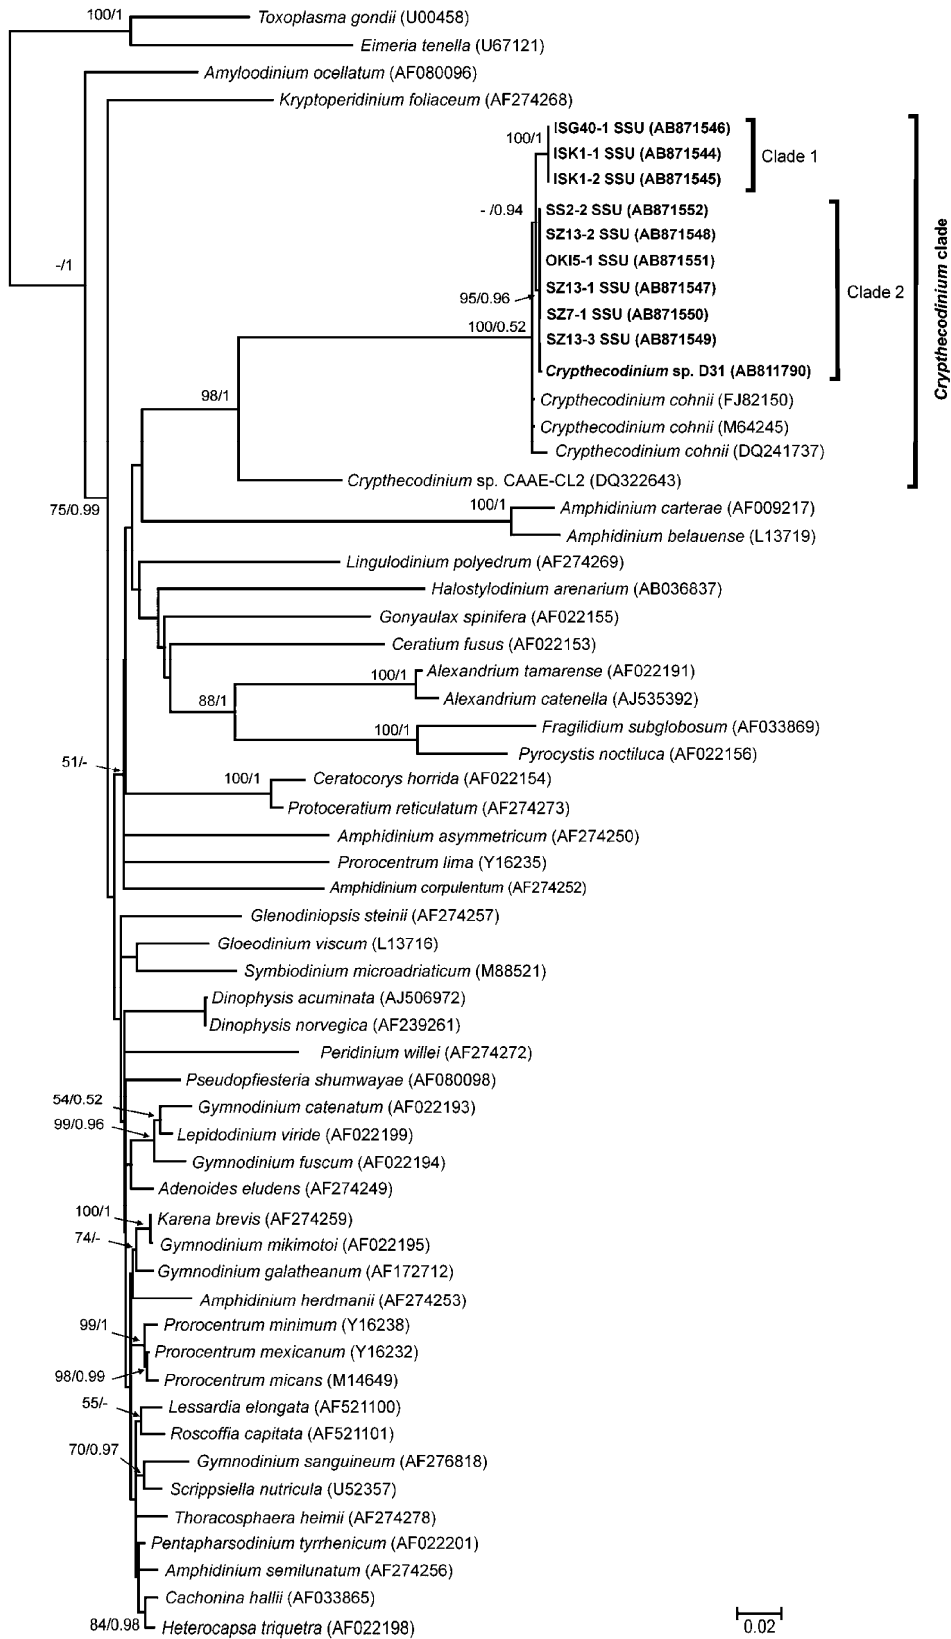 100/1
Toxoplasma gondii (U00458)
Eimeria tenella (U67121)
Amyloodinium ocellatum (AF080096)
Kryptoperidinium foliaceum (AF274268)
100/1
ISG40-1 SSU (AB871546)
ISK1-1 SSU (AB871544)
ISK1-2 SSU (AB871545)
Clade 1
- /0.94
SS2-2 SSU (AB871552)
SZ13-2 SSU (AB871548)
OKI5-1 SSU (AB871551)
SZ13-1 SSU (AB871547)
SZ7-1 SSU (AB871550)
SZ13-3 SSU (AB871549)
Crypthecodinium sp. D31 (AB811790)
Clade 2
Crypthecodinium clade
-/1
95/0.96
100/0.52
98/1
Crypthecodinium cohnii (FJ82150)
Crypthecodinium cohnii (M64245)
Crypthecodinium cohnii (DQ241737)
Crypthecodinium sp. CAAE-CL2 (DQ322643)
75/0.99
100/1
Amphidinium carterae (AF009217)
Amphidinium belauense (L13719)
Lingulodinium polyedrum (AF274269)
Halostylodinium arenarium (AB036837)
Gonyaulax spinifera (AF022155)
Ceratium fusus (AF022153)
100/1
Alexandrium tamarense (AF022191)
Alexandrium catenella (AJ535392)
88/1
100/1
Fragilidium subglobosum (AF033869)
Pyrocystis noctiluca (AF022156)
51/-
100/1
Ceratocorys horrida (AF022154)
Protoceratium reticulatum (AF274273)
Amphidinium asymmetricum (AF274250)
Prorocentrum lima (Y16235)
Amphidinium corpulentum (AF274252)
Glenodiniopsis steinii (AF274257)
Gloeodinium viscum (L13716)
Symbiodinium microadriaticum (M88521)
Dinophysis acuminata (AJ506972)
Dinophysis norvegica (AF239261)
Peridinium willei (AF274272)
Pseudopfiesteria shumwayae (AF080098)
54/0.52
Gymnodinium catenatum (AF022193)
99/0.96
Lepidodinium viride (AF022199)
Gymnodinium fuscum (AF022194)
Adenoides eludens (AF274249)
100/1
Karena brevis (AF274259)
74/-
Gymnodinium mikimotoi (AF022195)
Gymnodinium galatheanum (AF172712)
Amphidinium herdmanii (AF274253)
99/1
Prorocentrum minimum (Y16238)
Prorocentrum mexicanum (Y16232)
98/0.99
Prorocentrum micans (M14649)
55/-
Lessardia elongata (AF521100)
Roscoffia capitata (AF521101)
70/0.97
Gymnodinium sanguineum (AF276818)
Scrippsiella nutricula (U52357)
Thoracosphaera heimii (AF274278)
Pentapharsodinium tyrrhenicum (AF022201)
Amphidinium semilunatum (AF274256)
Cachonina hallii (AF033865)
84/0.98
Heterocapsa triquetra (AF022198)
0.02